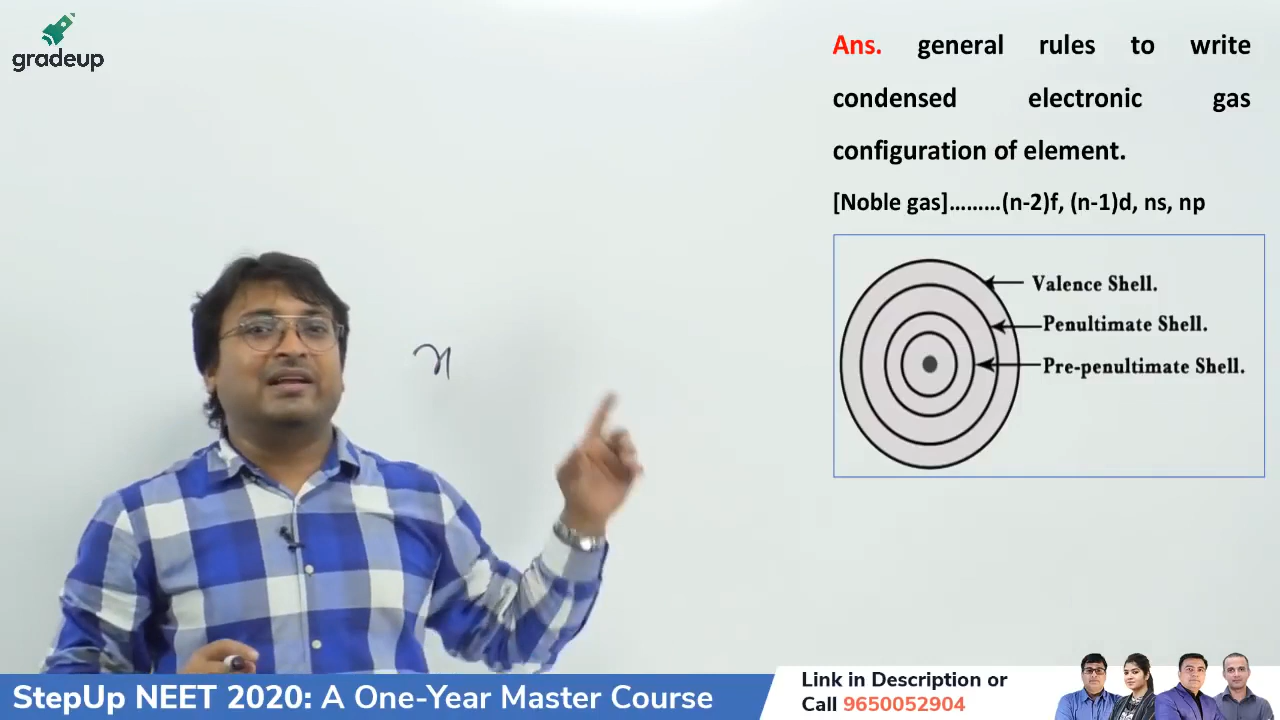 gradeup
Ans. general rules to write
condensed electronic gas
configuration of element.
[Noble gas].........(n-2)f, (n-1)d, ns, np
Valence Shell.
Penultimate Shell.
Pre-penultimate Shell.
n
StepUp NEET 2020: A One-Year Master Course
Link in Description or
Call 9650052904